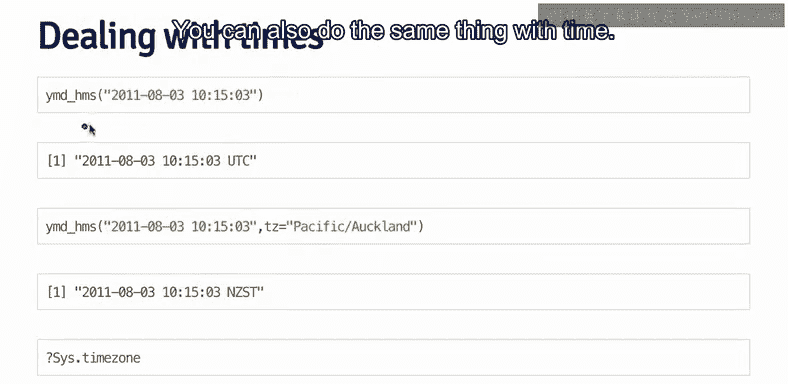 Dealing with times
You can also do the same thing with time.
ymd_hms("2011-08-03 10:15:03")
[1] "2011-08-03 10:15:03 UTC"
ymd_hms("2011-08-03 10:15:03",tz="Pacific/Auckland")
[1] "2011-08-03 10:15:03 NZST"
?Sys.timezone